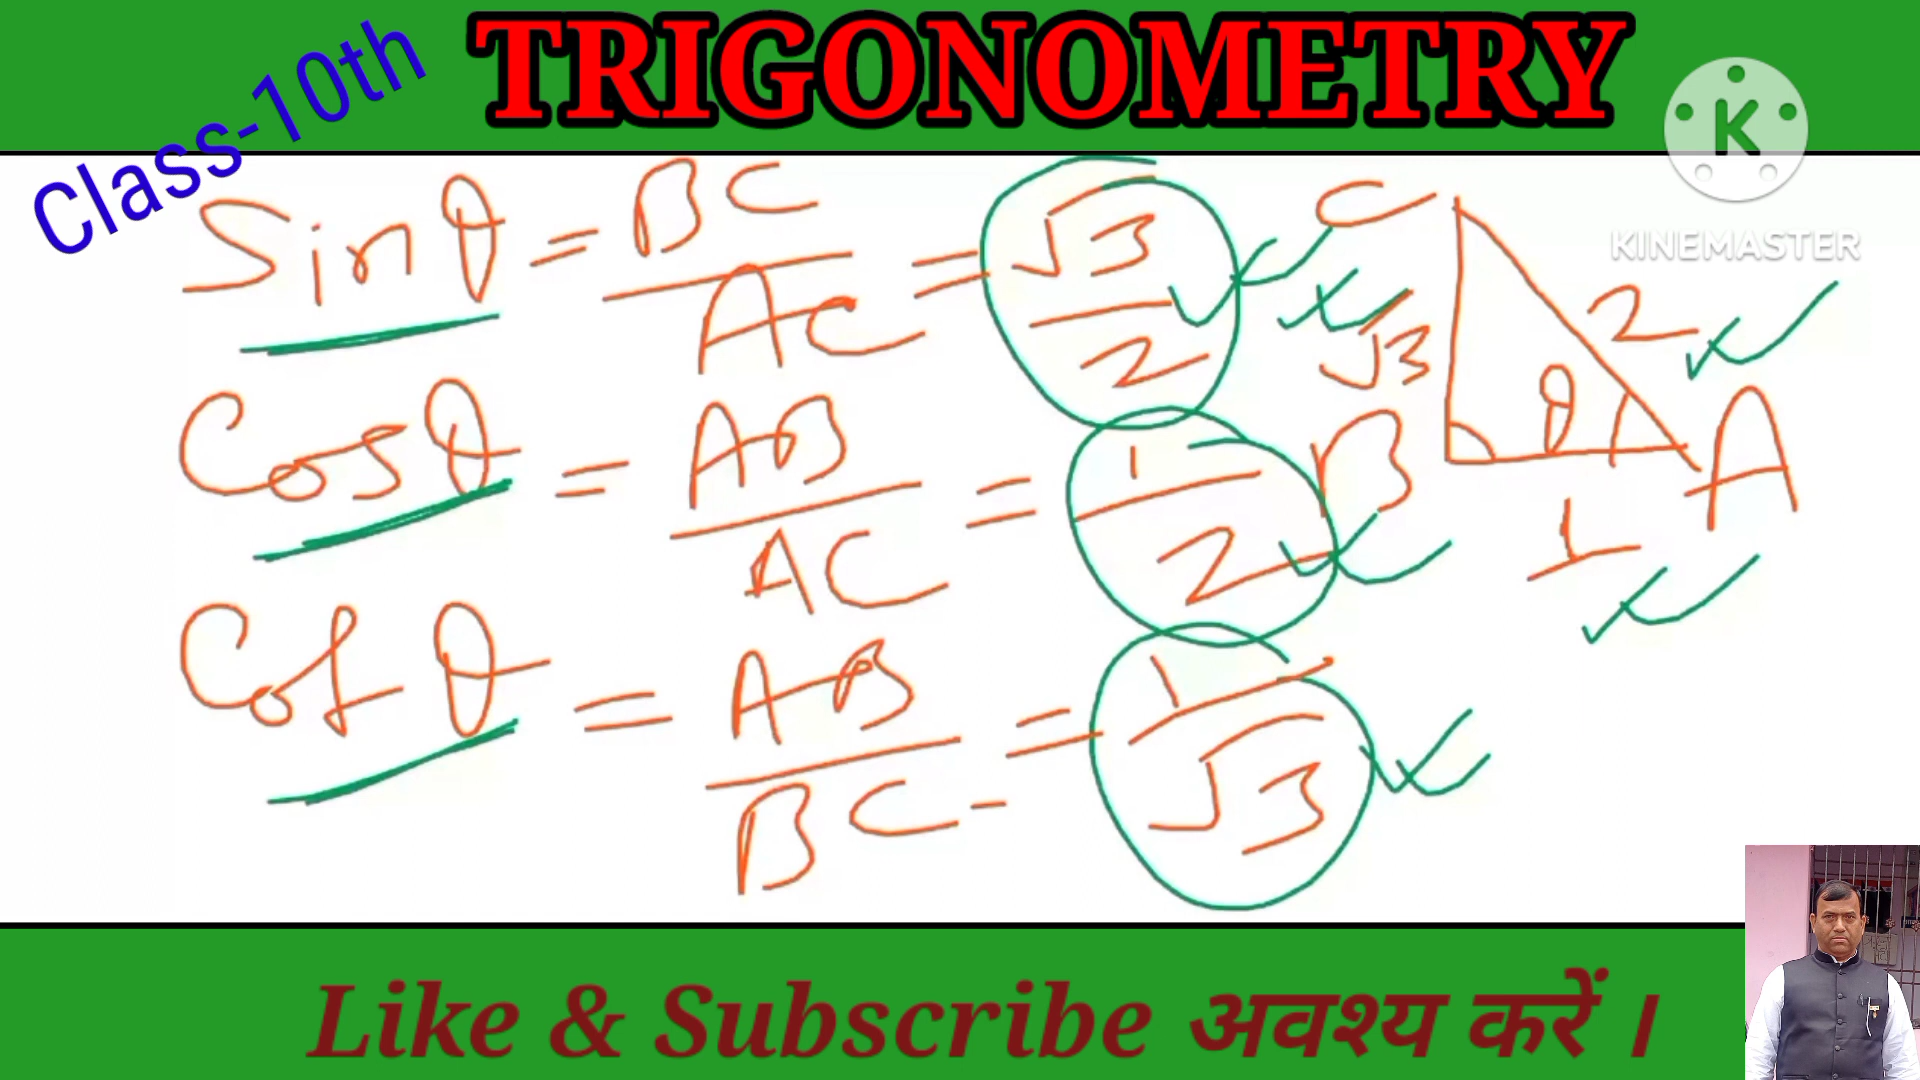 TRIGONOMETRY
Class-10th
K
KINEMASTER
Sinθ = BC/AC = √3/2
Cosθ = AB/AC = 1/2
Cotθ = AB/BC = 1/√3
C
√3
2
θ
B
A
1
Like & Subscribe अवश्य करें ।